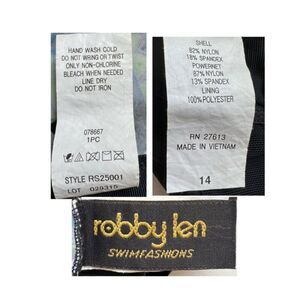 HAND WASH COLD
DO NOT WRING OR TWIST
ONLY NON-CHLORINE
BLEACH WHEN NEEDED
LINE DRY
DO NOT IRON
078667
1PC
STYLE RS25001
LOT 029315
SHELL
82% NYLON
18% SPANDEX
POWERNET
87% NYLON
13% SPANDEX
LINING
100% POLYESTER
RN 27613
MADE IN VIETNAM
14
robby len
SWIMFASHIONS